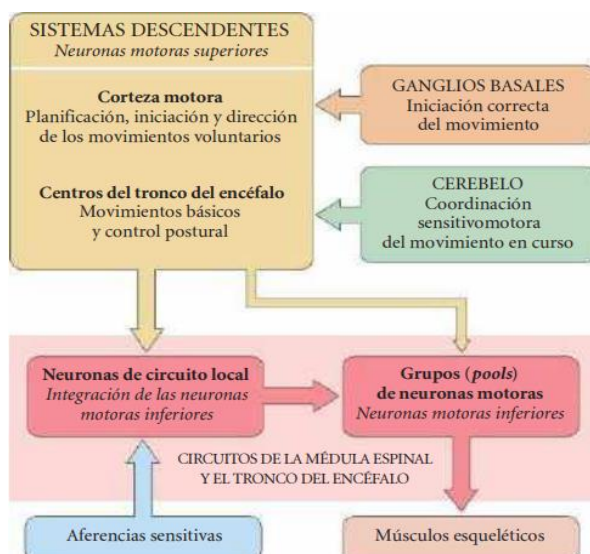 SISTEMAS DESCENDENTES
Neuronas motoras superiores
Corteza motora
Planificación, iniciación y dirección
de los movimientos voluntarios
Centros del tronco del encéfalo
Movimientos básicos
y control postural
GANGLIOS BASALES
Iniciación correcta
del movimiento
CEREBELO
Coordinación
sensitivomotora
del movimiento en curso
Neuronas de circuito local
Integración de las neuronas
motoras inferiores
Grupos (pools)
de neuronas motoras
Neuronas motoras inferiores
CIRCUITOS DE LA MÉDULA ESPINAL
Y EL TRONCO DEL ENCÉFALO
Aferencias sensitivas
Músculos esqueléticos